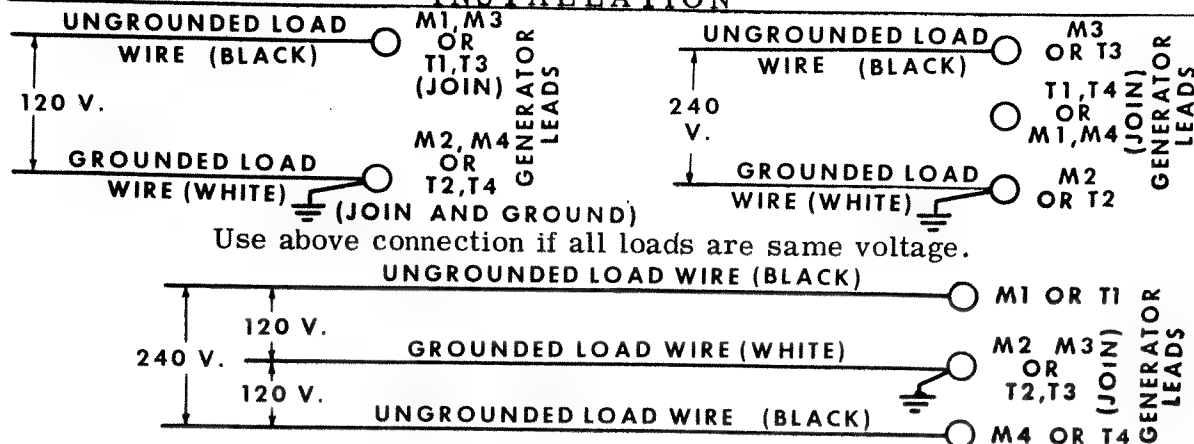 INSTALLATION
UNGROUNDED LOAD
WIRE (BLACK)
120 V.
GROUNDED LOAD
WIRE (WHITE)
M1, M3
OR
T1, T3
(JOIN)
M2, M4
OR
T2, T4
(JOIN AND GROUND)
GENERATOR
LEADS
UNGROUNDED LOAD
WIRE (BLACK)
240
V.
GROUNDED LOAD
WIRE (WHITE)
M3
OR T3
T1, T4
OR
M1, M4
(JOIN)
M2
OR T2
GENERATOR
LEADS
Use above connection if all loads are same voltage.
UNGROUNDED LOAD WIRE (BLACK)
M1 OR T1
120 V.
240 V.
GROUNDED LOAD WIRE (WHITE)
M2 M3
OR
T2, T3
(JOIN)
120 V.
UNGROUNDED LOAD WIRE (BLACK)
M4 OR T4
GENERATOR
LEADS